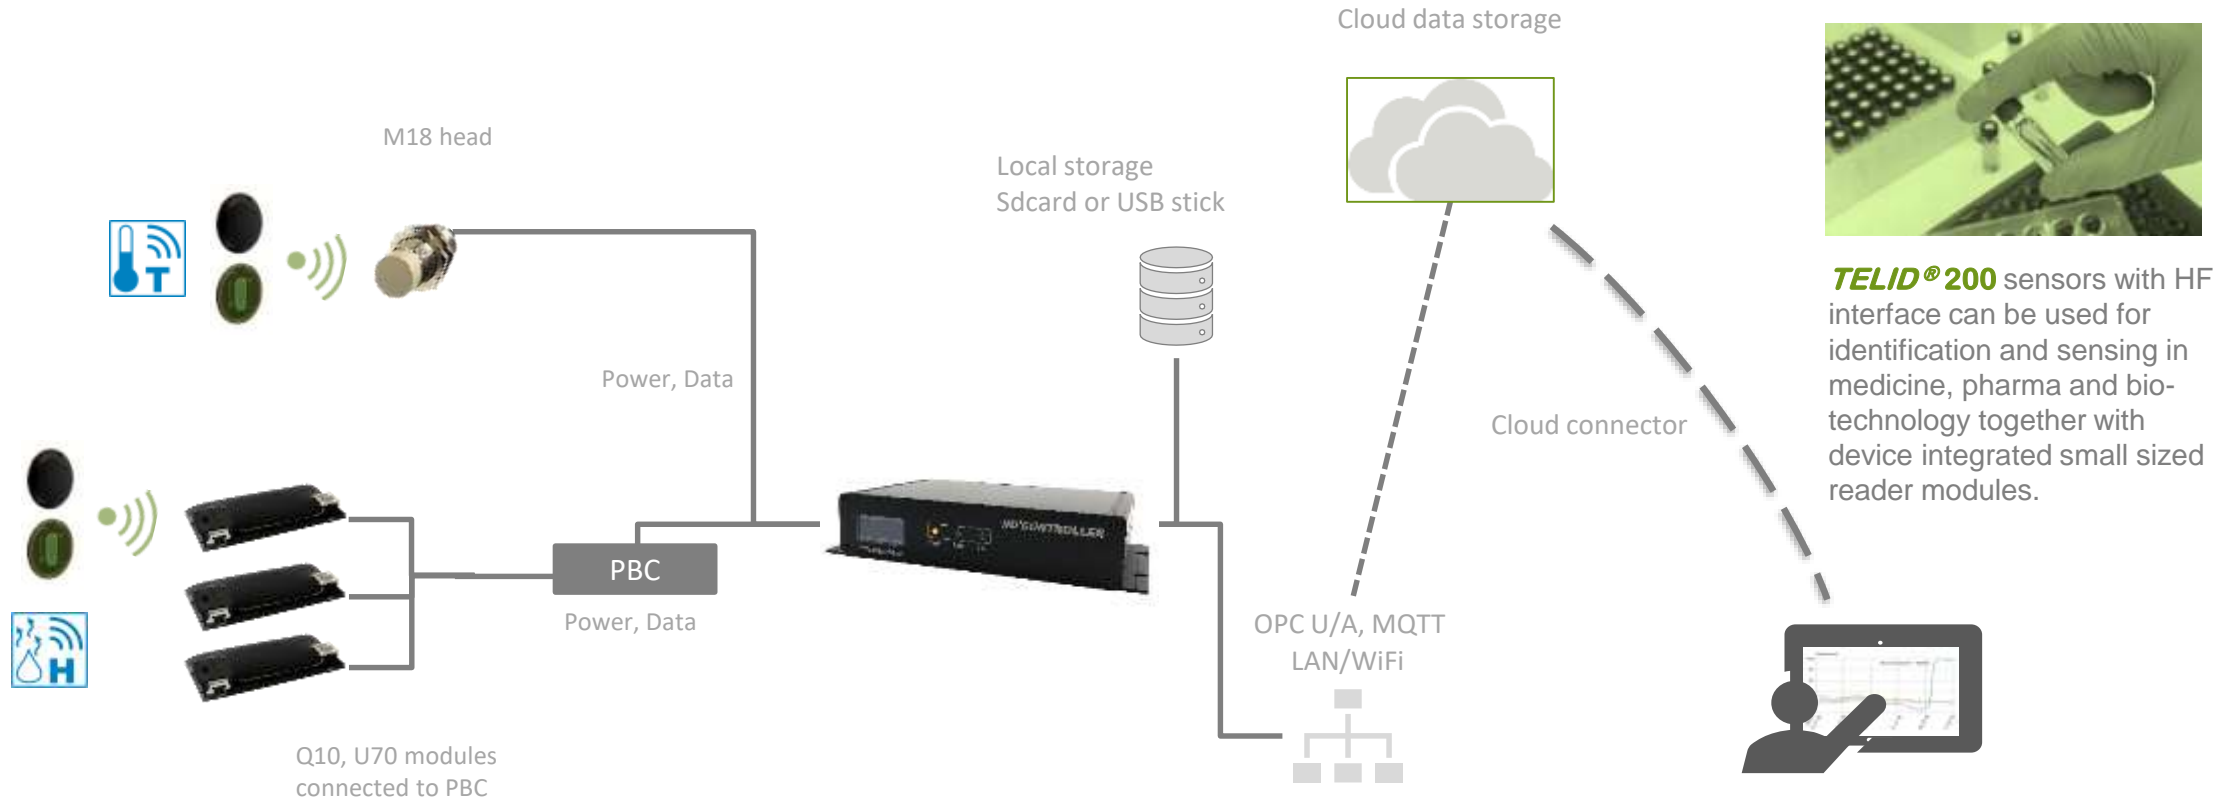 Cloud data storage
M18 head
Local storage
Sdcard or USB stick
T
Power, Data
TELID® 200 sensors with HF
interface can be used for
identification and sensing in
medicine, pharma and bio-
technology together with
device integrated small sized
reader modules.
Cloud connector
CONTROLLER
PBC
Power, Data
H
OPC U/A, MQTT
LAN/WiFi
Q10, U70 modules
connected to PBC